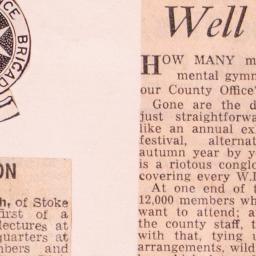 CE BRIGAD
ON
h, of Stoke
first of a
lectures at
quarters at
mbers and
Well
HOW MANY m
mental gymn
our County Office
Gone are the d
just straightforwa
like an annual ex
festival, alternat
autumn year by y
is a riotous conglo
covering every W.I
At one end of t
12,000 members wh
want to attend; at
the county staff, t
with that, tying u
arrangements, wild